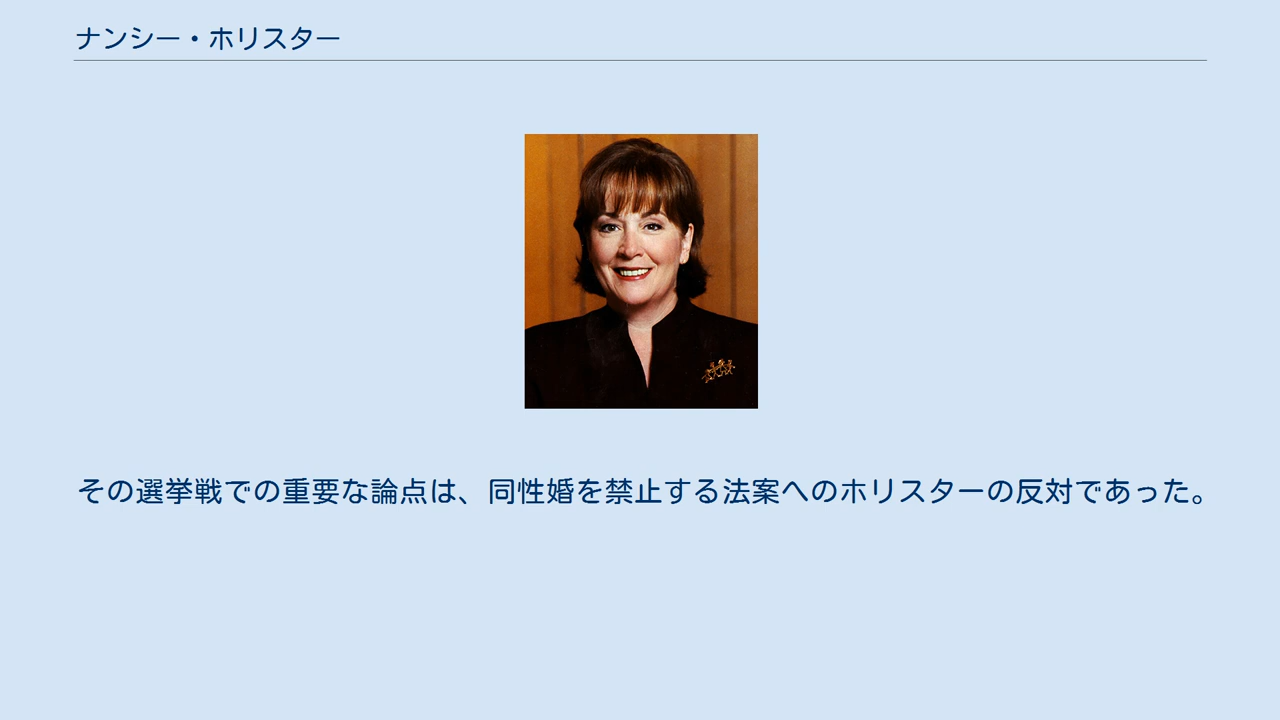 ナンシー・ホリスター
その選挙戦での重要な論点は、同性婚を禁止する法案へのホリスターの反対であった。